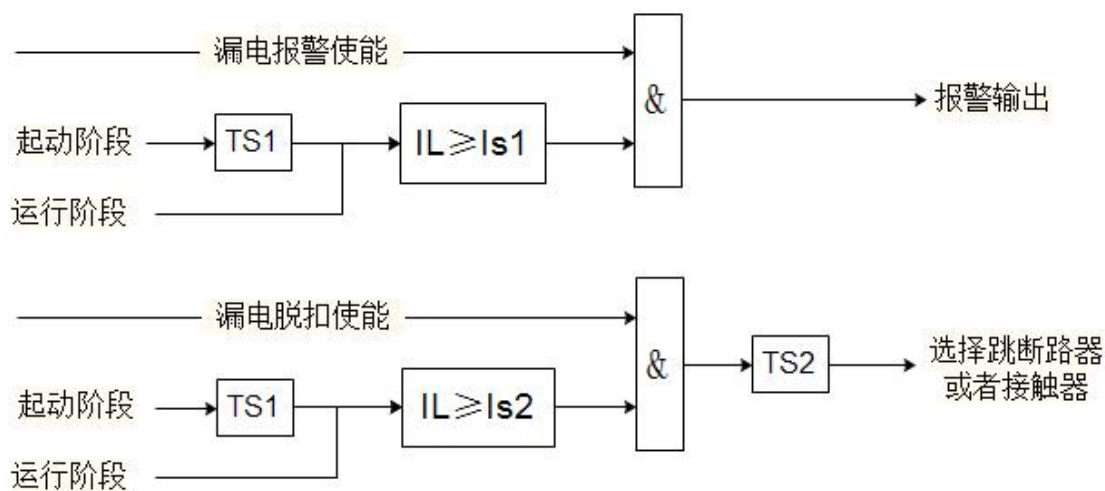 漏电报警使能
&
报警输出
起动阶段
TS1
IL≥Is1
运行阶段
漏电脱扣使能
&
TS2
选择跳断路器
或者接触器
起动阶段
TS1
IL≥Is2
运行阶段